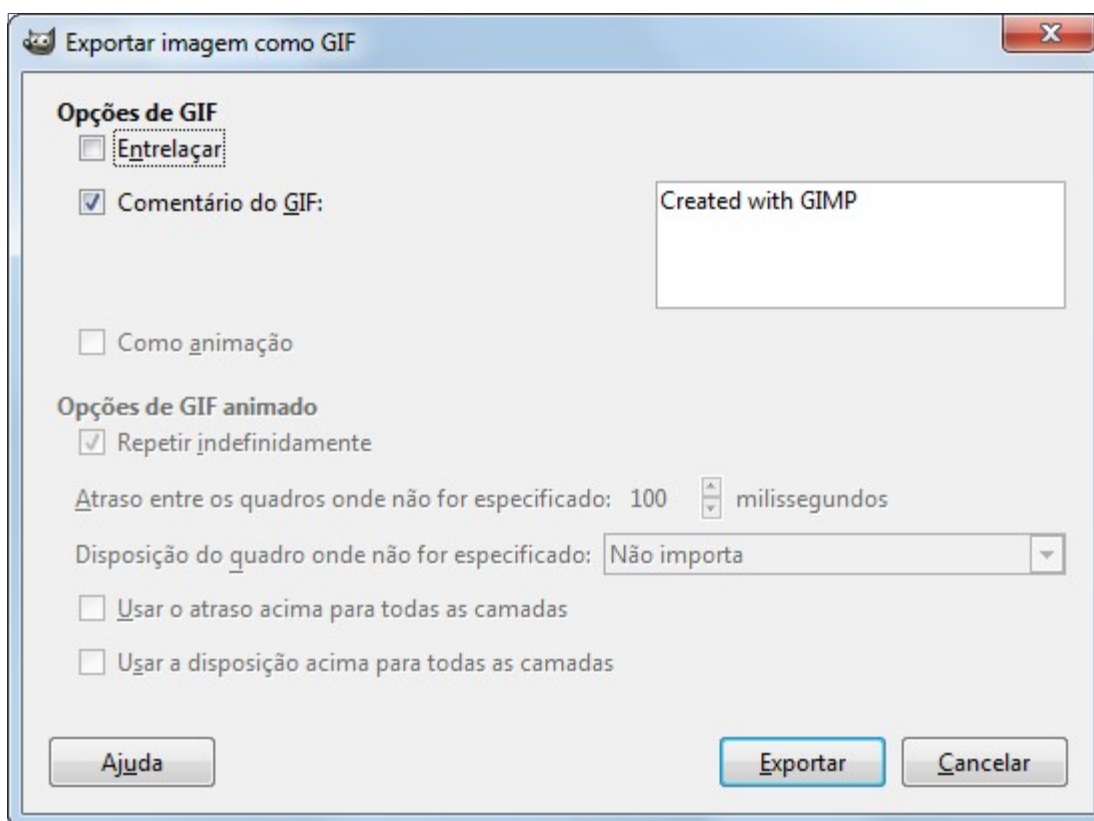 Exportar imagem como GIF
Opções de GIF
Entrelaçar
Comentário do GIF:
Created with GIMP
Como animação
Opções de GIF animado
Repetir indefinidamente
Atraso entre os quadros onde não for especificado: 100 milissegundos
Disposição do quadro onde não for especificado: Não importa
Usar o atraso acima para todas as camadas
Usar a disposição acima para todas as camadas
Ajuda Exportar Cancelar